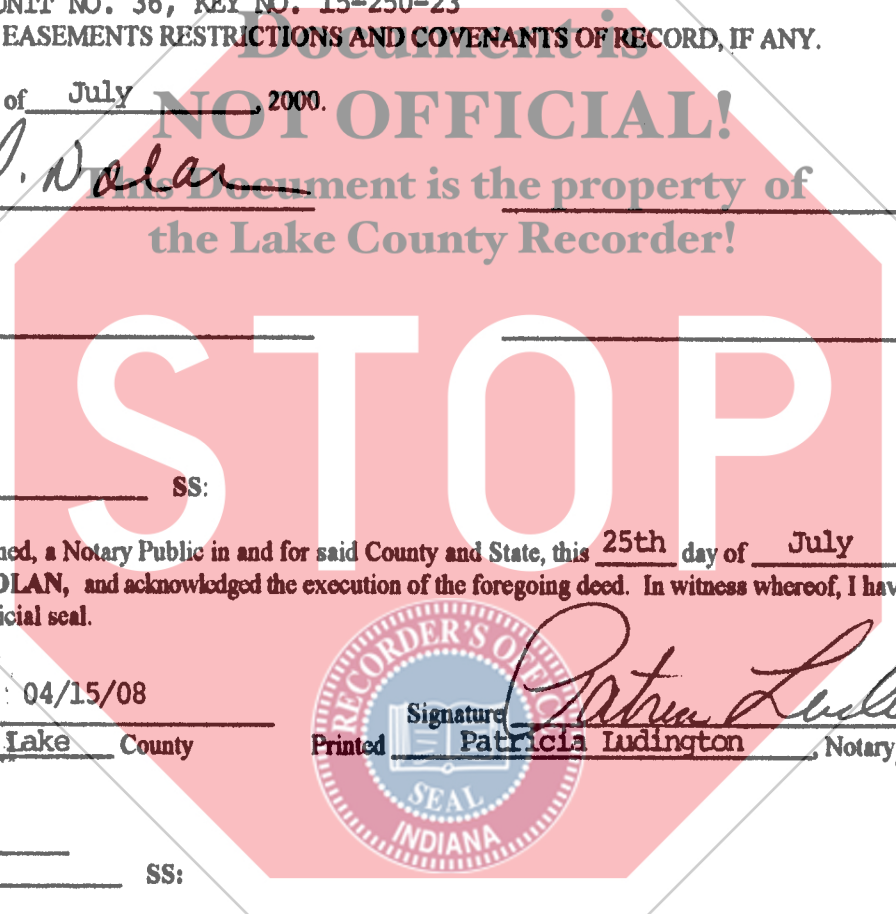 UNIT NO. 36, KEY NO. 15-250-23
EASEMENTS RESTRICTIONS AND COVENANTS OF RECORD, IF ANY.
Document is
of July, 2000.
NOT OFFICIAL!
This Document is the property of
the Lake County Recorder!
STOP
SS:
ned, a Notary Public in and for said County and State, this 25th day of July
OLAN, and acknowledged the execution of the foregoing deed. In witness whereof, I hav
icial seal.
: 04/15/08
Signature Patricia
Lake County Printed Patricia Ludington, Notary
RECORDER'S OFFICE
SEAL
INDIANA
SS: